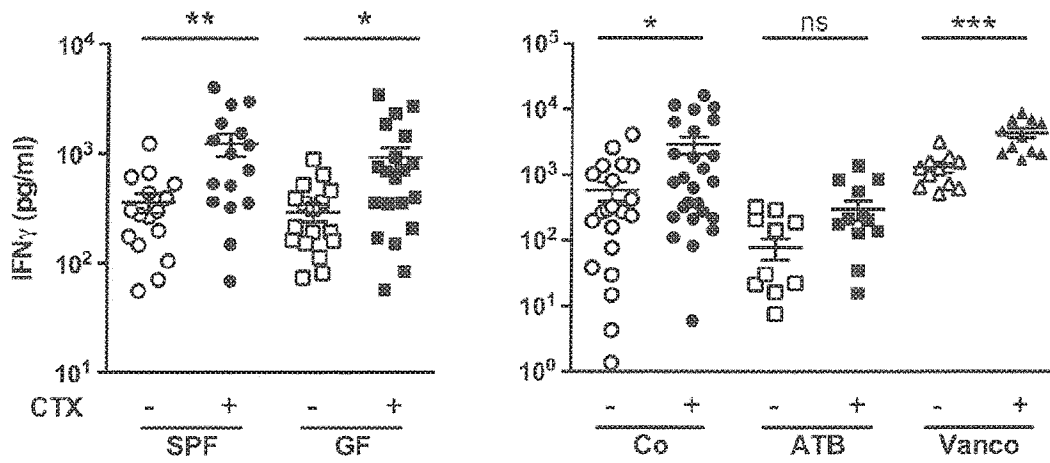 ** * * ns ***
10⁴ 10⁵
10⁴
10³ 10³
10² 10²
10¹
10¹ 10⁰
IFNγ (pg/ml)
CTX - + - + - + - + - +
SPF GF Co ATB Vanco